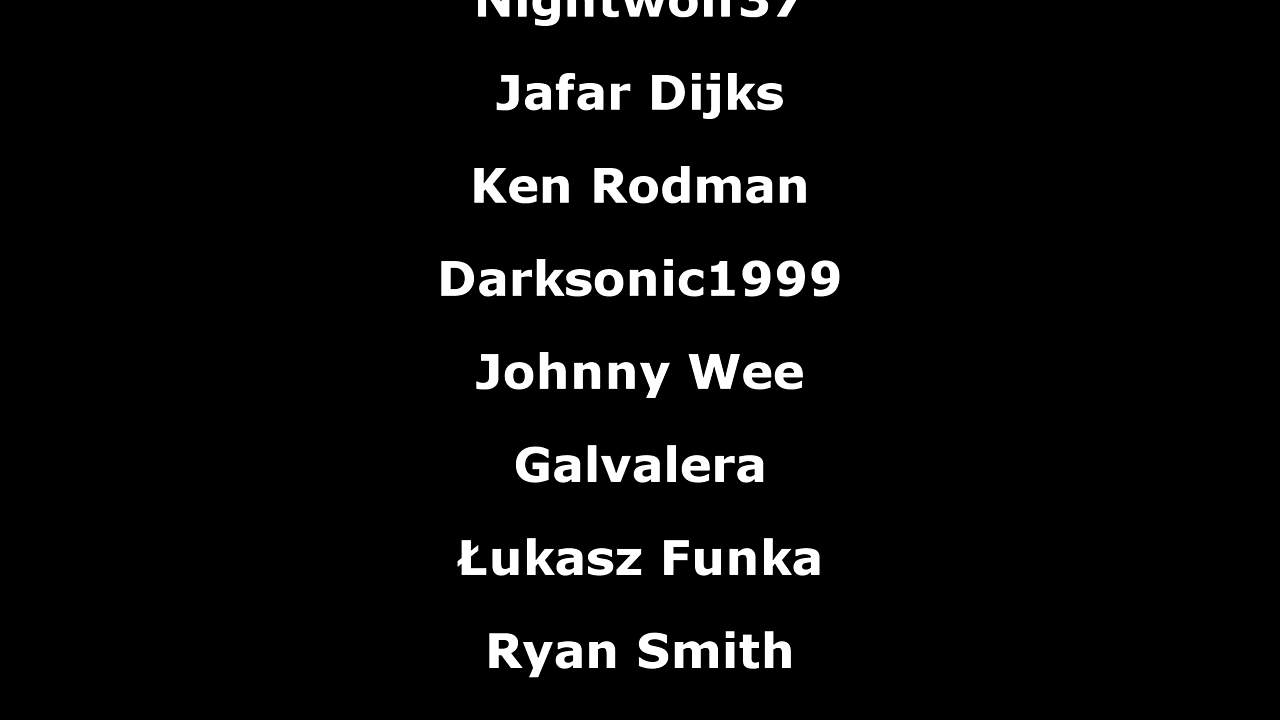 Jafar Dijks
Ken Rodman
Darksonic1999
Johnny Wee
Galvalera
Łukasz Funka
Ryan Smith